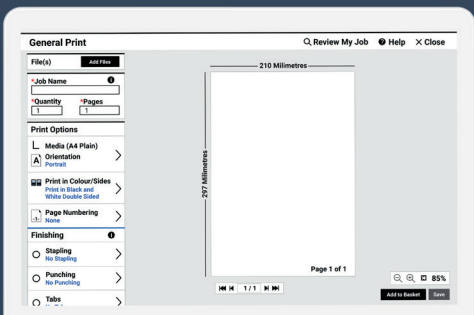 General Print
Review My Job
Help
Close
File(s)
Add Files
*Job Name
*Quantity
*Pages
1
1
Print Options
Media (A4 Plain)
Orientation
Portrait
Print in Colour/Sides
Print in Black and
White Double Sided
-1-
Page Numbering
None
Finishing
Stapling
No Stapling
Punching
No Punching
Tabs
210 Milimetres
297 Milimetres
Page 1 of 1
1 / 1
85%
Add to Basket
Save